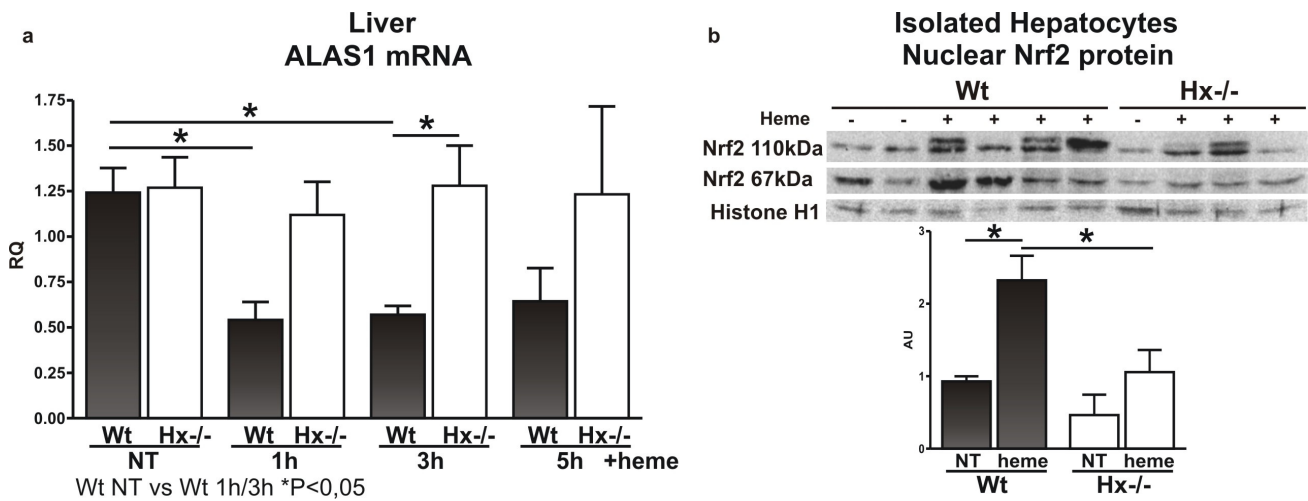 a
Liver
ALAS1 mRNA
1.75
1.50
1.25
1.00
0.75
0.50
0.25
0.00
RQ
*
*
*
Wt Hx-/- Wt Hx-/- Wt Hx-/- Wt Hx-/-
NT 1h 3h 5h +heme
Wt NT vs Wt 1h/3h *P<0,05
b
Isolated Hepatocytes
Nuclear Nrf2 protein
Wt Hx-/-
Heme - - + + + + - + + +
Nrf2 110kDa
Nrf2 67kDa
Histone H1
3
2
1
0
AU
*
*
NT heme NT heme
Wt Hx-/-